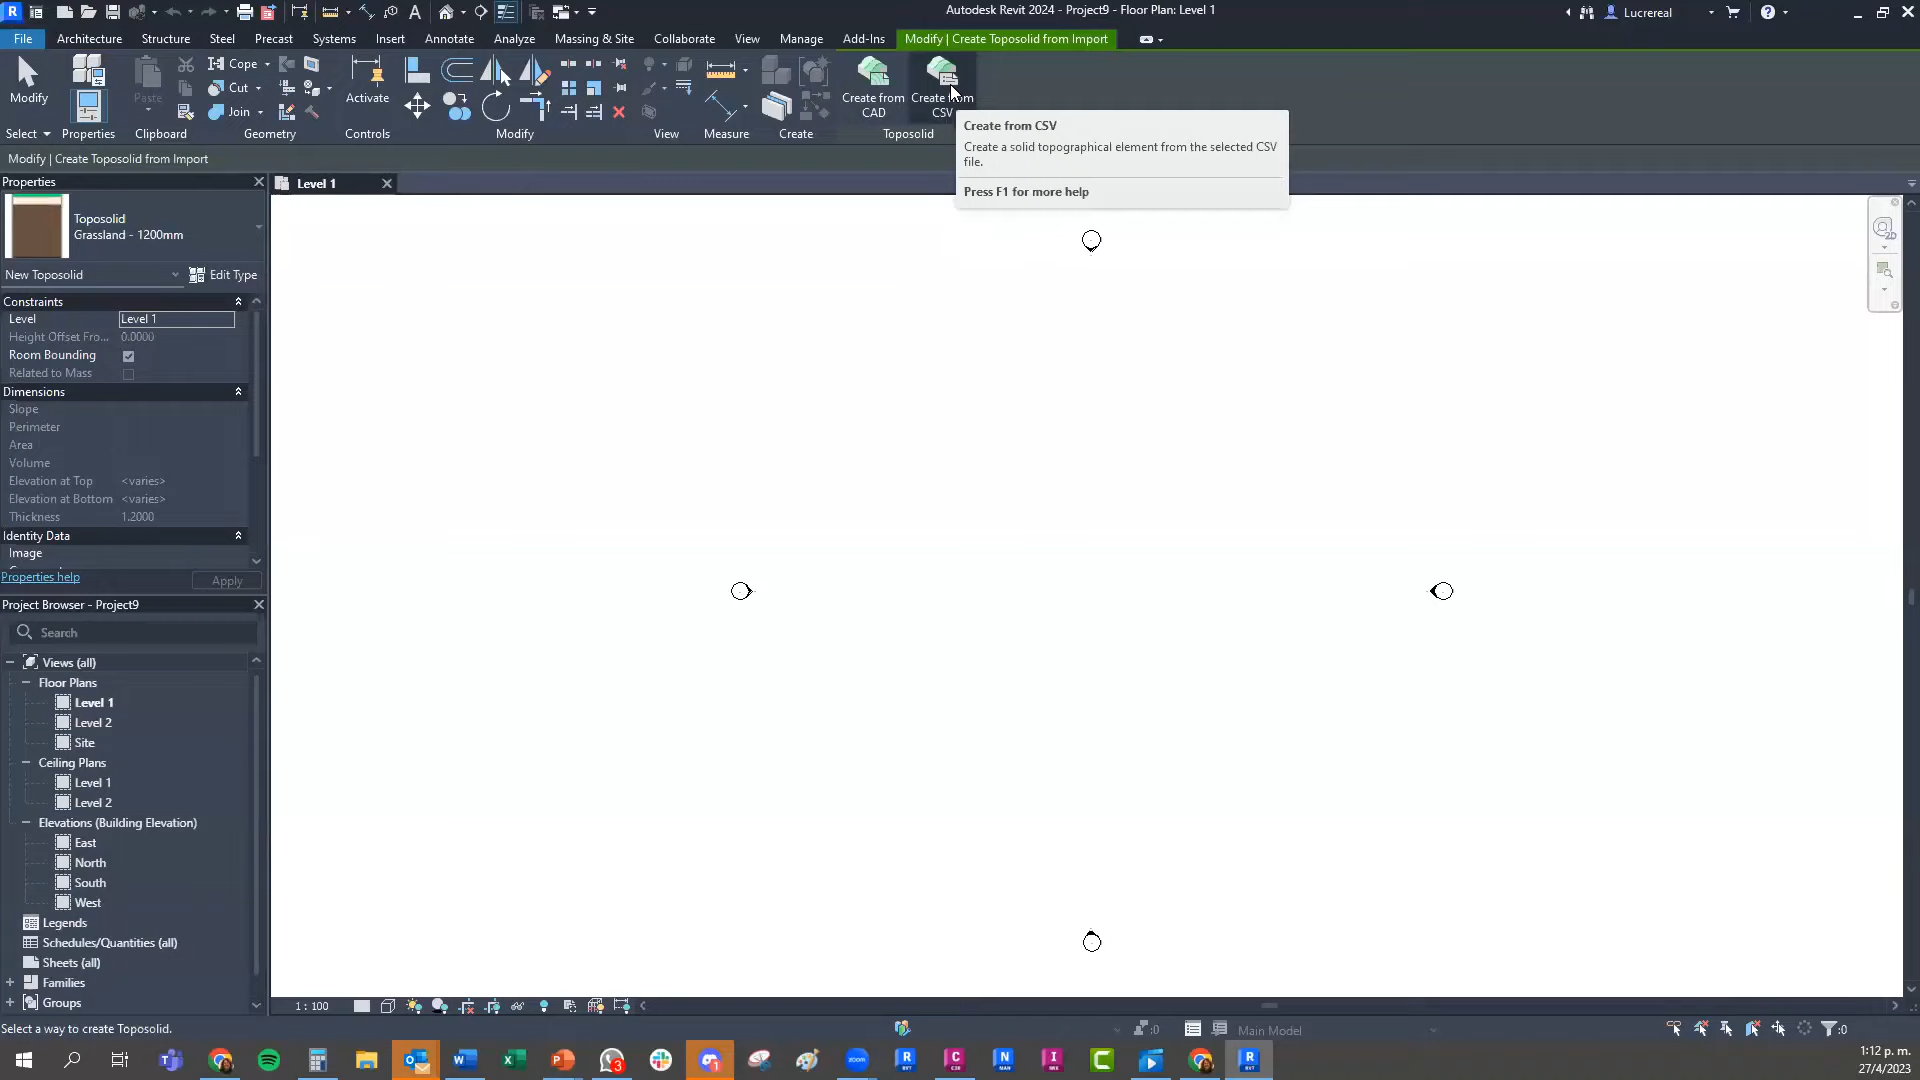 Autodesk Revit 2024 - Project9 - Floor Plan: Level 1
Lucrereal
File Architecture Structure Steel Precast Systems Insert Annotate Analyze Massing & Site Collaborate View Manage Add-Ins Modify | Create Toposolid from Import
Modify
Paste
Cope
Cut
Join
Activate
Create from CAD
Create from CSV
Select Properties Clipboard Geometry Controls Modify View Measure Create Toposolid
Create from CSV
Create a solid topographical element from the selected CSV
file.
Press F1 for more help
Modify | Create Toposolid from Import
Properties
Level 1
Toposolid
Grassland - 1200mm
New Toposolid Edit Type
Constraints
Level Level 1
Height Offset Fro... 0.0000
Room Bounding
Related to Mass
Dimensions
Slope
Perimeter
Area
Volume
Elevation at Top <varies>
Elevation at Bottom <varies>
Thickness 1.2000
Identity Data
Image
Properties help Apply
Project Browser - Project9
Search
Views (all)
Floor Plans
Level 1
Level 2
Site
Ceiling Plans
Level 1
Level 2
Elevations (Building Elevation)
East
North
South
West
Legends
Schedules/Quantities (all)
Sheets (all)
Families
Groups
1 : 100
Select a way to create Toposolid.
:0
Main Model
:0
1:12 p. m.
27/4/2023